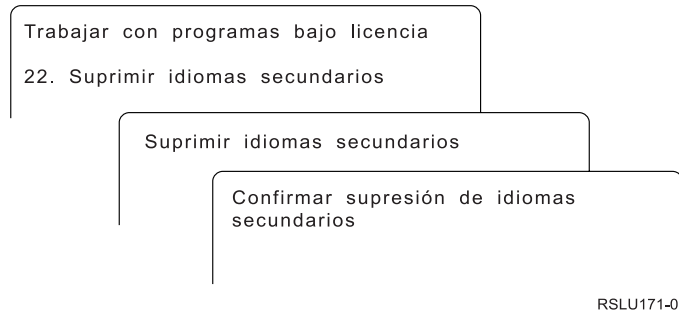 Trabajar con programas bajo licencia
22. Suprimir idiomas secundarios
Suprimir idiomas secundarios
Confirmar supresión de idiomas
secundarios
RSLU171-0